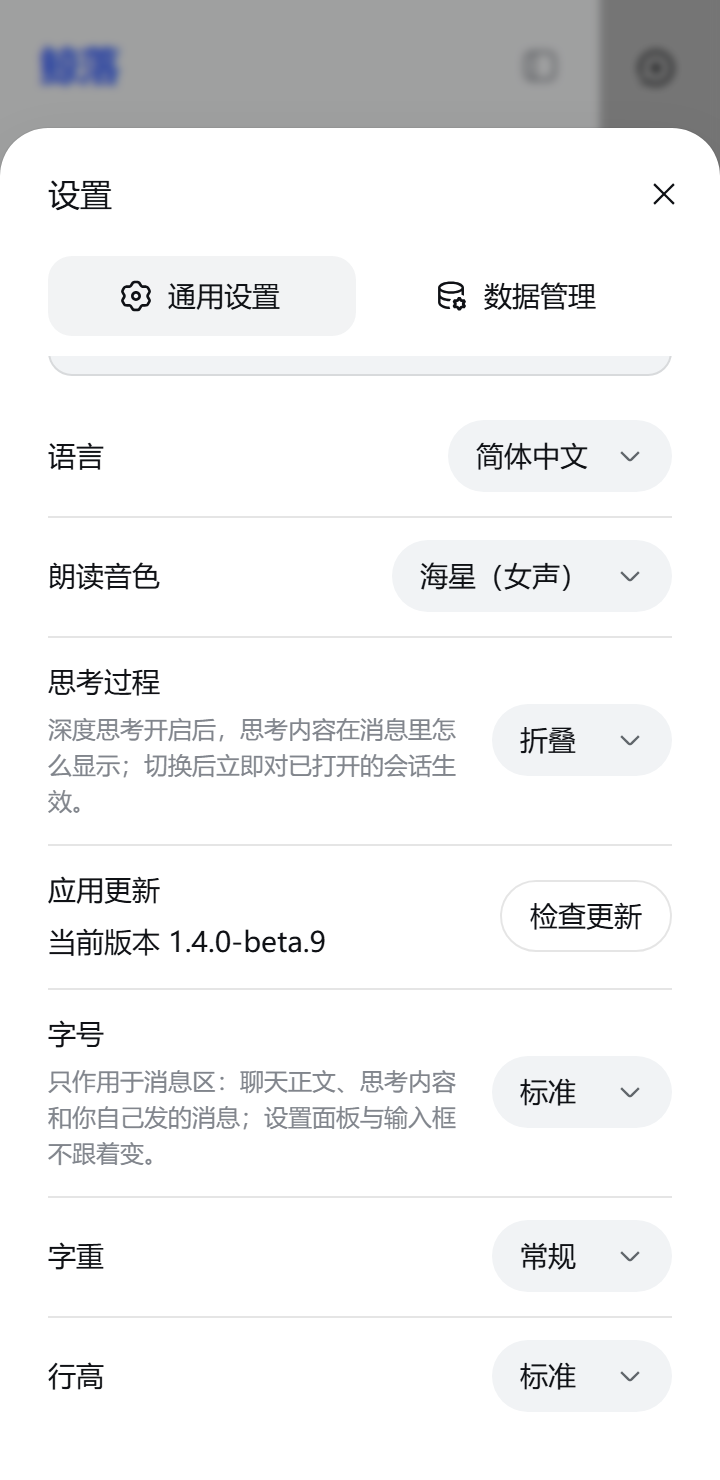 鲸落
设置
通用设置
数据管理
语言
简体中文
朗读音色
海星（女声）
思考过程
深度思考开启后，思考内容在消息里怎
么显示；切换后立即对已打开的会话生
效。
折叠
应用更新
当前版本 1.4.0-beta.9
检查更新
字号
只作用于消息区：聊天正文、思考内容
和你自己发的消息；设置面板与输入框
不跟着变。
标准
字重
常规
行高
标准